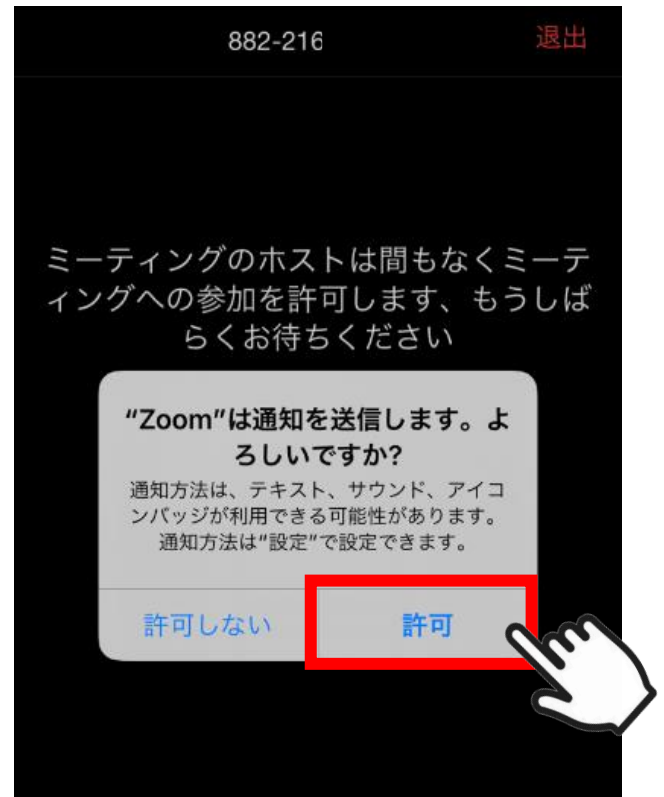 882-216
退出
ミーティングのホストは間もなくミーテ
ィングへの参加を許可します、もうしば
らくお待ちください
“Zoom”は通知を送信します。よ
ろしいですか?
通知方法は、テキスト、サウンド、アイコ
ンバッジが利用できる可能性があります。
通知方法は“設定”で設定できます。
許可しない
許可